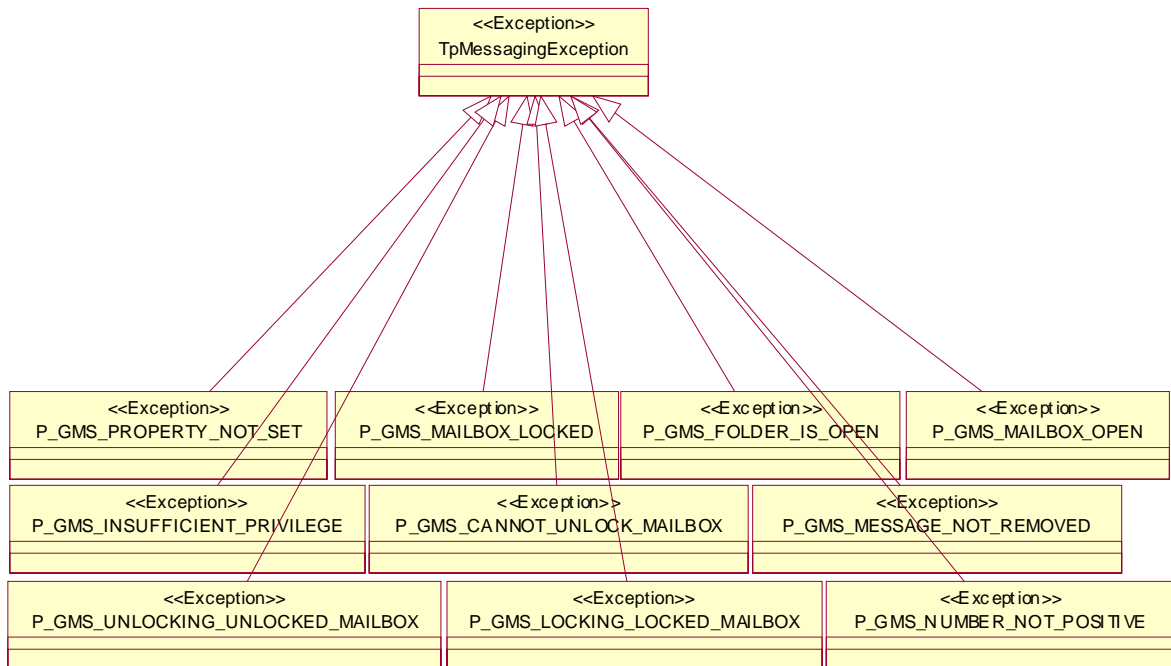 <<Exception>>
TpMessagingException
<<Exception>>
P_GMS_PROPERTY_NOT_SET
<<Exception>>
P_GMS_MAILBOX_LOCKED
<<Exception>>
P_GMS_FOLDER_IS_OPEN
<<Exception>>
P_GMS_MAILBOX_OPEN
<<Exception>>
P_GMS_INSUFFICIENT_PRIVILEGE
<<Exception>>
P_GMS_CANNOT_UNLOCK_MAILBOX
<<Exception>>
P_GMS_MESSAGE_NOT_REMOVED
<<Exception>>
P_GMS_UNLOCKING_UNLOCKED_MAILBOX
<<Exception>>
P_GMS_LOCKING_LOCKED_MAILBOX
<<Exception>>
P_GMS_NUMBER_NOT_POSITIVE